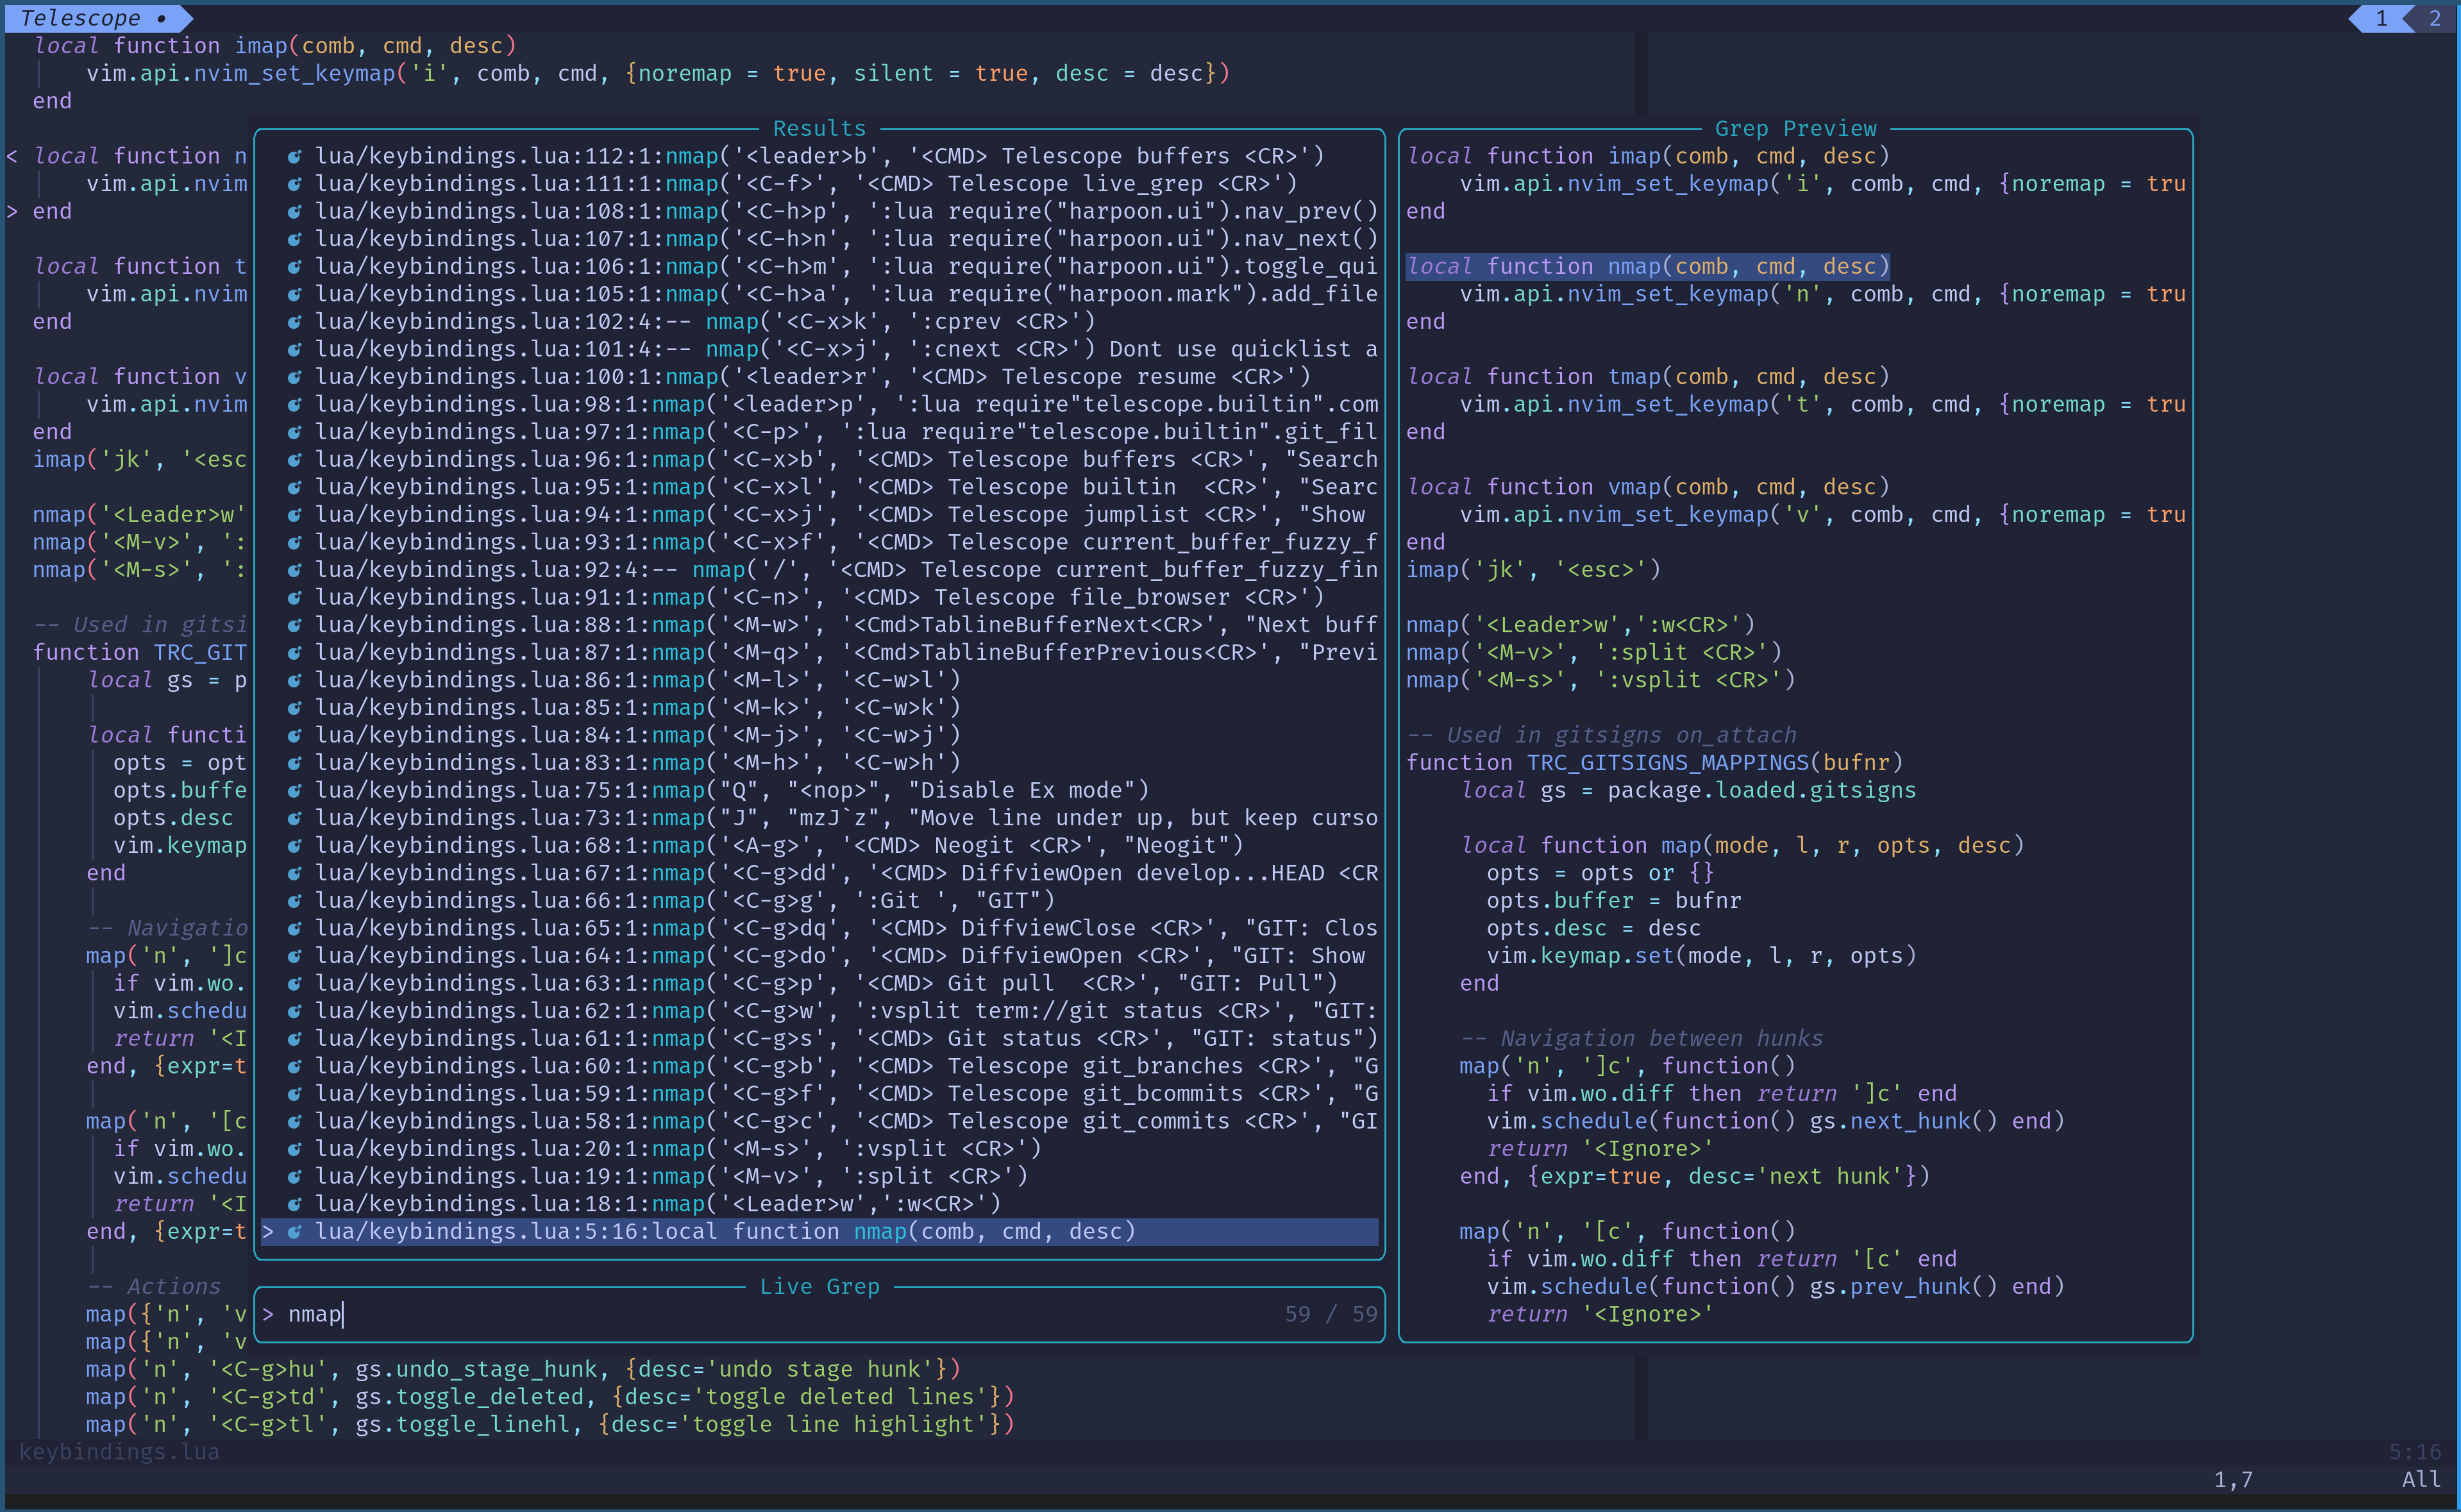 Telescope •
1 2
local function imap(comb, cmd, desc)
    vim.api.nvim_set_keymap('i', comb, cmd, {noremap = true, silent = true, desc = desc})
end
< local function n
    vim.api.nvim
> end
local function t
    vim.api.nvim
end
local function v
    vim.api.nvim
end
imap('jk', '<esc
nmap('<Leader>w'
nmap('<M-v>', ':
nmap('<M-s>', ':
-- Used in gitsi
function TRC_GIT
    local gs = p
    local functi
      opts = opt
      opts.buffe
      opts.desc
      vim.keymap
    end
    -- Navigatio
    map('n', ']c
      if vim.wo.
      vim.schedu
      return '<I
    end, {expr=t
    map('n', '[c
      if vim.wo.
      vim.schedu
      return '<I
    end, {expr=t
    -- Actions
    map({'n', 'v
    map({'n', 'v
    map('n', '<C-g>hu', gs.undo_stage_hunk, {desc='undo stage hunk'})
    map('n', '<C-g>td', gs.toggle_deleted, {desc='toggle deleted lines'})
    map('n', '<C-g>tl', gs.toggle_linehl, {desc='toggle line highlight'})
Results
lua/keybindings.lua:112:1:nmap('<leader>b', '<CMD> Telescope buffers <CR>')
lua/keybindings.lua:111:1:nmap('<C-f>', '<CMD> Telescope live_grep <CR>')
lua/keybindings.lua:108:1:nmap('<C-h>p', ':lua require("harpoon.ui").nav_prev()
lua/keybindings.lua:107:1:nmap('<C-h>n', ':lua require("harpoon.ui").nav_next()
lua/keybindings.lua:106:1:nmap('<C-h>m', ':lua require("harpoon.ui").toggle_qui
lua/keybindings.lua:105:1:nmap('<C-h>a', ':lua require("harpoon.mark").add_file
lua/keybindings.lua:102:4:-- nmap('<C-x>k', ':cprev <CR>')
lua/keybindings.lua:101:4:-- nmap('<C-x>j', ':cnext <CR>') Dont use quicklist a
lua/keybindings.lua:100:1:nmap('<leader>r', '<CMD> Telescope resume <CR>')
lua/keybindings.lua:98:1:nmap('<leader>p', ':lua require"telescope.builtin".com
lua/keybindings.lua:97:1:nmap('<C-p>', ':lua require"telescope.builtin".git_fil
lua/keybindings.lua:96:1:nmap('<C-x>b', '<CMD> Telescope buffers <CR>', "Search
lua/keybindings.lua:95:1:nmap('<C-x>l', '<CMD> Telescope builtin  <CR>', "Searc
lua/keybindings.lua:94:1:nmap('<C-x>j', '<CMD> Telescope jumplist <CR>', "Show
lua/keybindings.lua:93:1:nmap('<C-x>f', '<CMD> Telescope current_buffer_fuzzy_f
lua/keybindings.lua:92:4:-- nmap('/', '<CMD> Telescope current_buffer_fuzzy_fin
lua/keybindings.lua:91:1:nmap('<C-n>', '<CMD> Telescope file_browser <CR>')
lua/keybindings.lua:88:1:nmap('<M-w>', '<Cmd>TablineBufferNext<CR>', "Next buff
lua/keybindings.lua:87:1:nmap('<M-q>', '<Cmd>TablineBufferPrevious<CR>', "Previ
lua/keybindings.lua:86:1:nmap('<M-l>', '<C-w>l')
lua/keybindings.lua:85:1:nmap('<M-k>', '<C-w>k')
lua/keybindings.lua:84:1:nmap('<M-j>', '<C-w>j')
lua/keybindings.lua:83:1:nmap('<M-h>', '<C-w>h')
lua/keybindings.lua:75:1:nmap("Q", "<nop>", "Disable Ex mode")
lua/keybindings.lua:73:1:nmap("J", "mzJ`z", "Move line under up, but keep curso
lua/keybindings.lua:68:1:nmap('<A-g>', '<CMD> Neogit <CR>', "Neogit")
lua/keybindings.lua:67:1:nmap('<C-g>dd', '<CMD> DiffviewOpen develop...HEAD <CR
lua/keybindings.lua:66:1:nmap('<C-g>g', ':Git ', "GIT")
lua/keybindings.lua:65:1:nmap('<C-g>dq', '<CMD> DiffviewClose <CR>', "GIT: Clos
lua/keybindings.lua:64:1:nmap('<C-g>do', '<CMD> DiffviewOpen <CR>', "GIT: Show
lua/keybindings.lua:63:1:nmap('<C-g>p', '<CMD> Git pull  <CR>', "GIT: Pull")
lua/keybindings.lua:62:1:nmap('<C-g>w', ':vsplit term://git status <CR>', "GIT:
lua/keybindings.lua:61:1:nmap('<C-g>s', '<CMD> Git status <CR>', "GIT: status")
lua/keybindings.lua:60:1:nmap('<C-g>b', '<CMD> Telescope git_branches <CR>', "G
lua/keybindings.lua:59:1:nmap('<C-g>f', '<CMD> Telescope git_bcommits <CR>', "G
lua/keybindings.lua:58:1:nmap('<C-g>c', '<CMD> Telescope git_commits <CR>', "GI
lua/keybindings.lua:20:1:nmap('<M-s>', ':vsplit <CR>')
lua/keybindings.lua:19:1:nmap('<M-v>', ':split <CR>')
lua/keybindings.lua:18:1:nmap('<Leader>w',':w<CR>')
> lua/keybindings.lua:5:16:local function nmap(comb, cmd, desc)
Live Grep
> nmap 59 / 59
Grep Preview
local function imap(comb, cmd, desc)
    vim.api.nvim_set_keymap('i', comb, cmd, {noremap = tru
end
local function nmap(comb, cmd, desc)
    vim.api.nvim_set_keymap('n', comb, cmd, {noremap = tru
end
local function tmap(comb, cmd, desc)
    vim.api.nvim_set_keymap('t', comb, cmd, {noremap = tru
end
local function vmap(comb, cmd, desc)
    vim.api.nvim_set_keymap('v', comb, cmd, {noremap = tru
end
imap('jk', '<esc>')
nmap('<Leader>w',':w<CR>')
nmap('<M-v>', ':split <CR>')
nmap('<M-s>', ':vsplit <CR>')
-- Used in gitsigns on_attach
function TRC_GITSIGNS_MAPPINGS(bufnr)
    local gs = package.loaded.gitsigns
    local function map(mode, l, r, opts, desc)
      opts = opts or {}
      opts.buffer = bufnr
      opts.desc = desc
      vim.keymap.set(mode, l, r, opts)
    end
    -- Navigation between hunks
    map('n', ']c', function()
      if vim.wo.diff then return ']c' end
      vim.schedule(function() gs.next_hunk() end)
      return '<Ignore>'
    end, {expr=true, desc='next hunk'})
    map('n', '[c', function()
      if vim.wo.diff then return '[c' end
      vim.schedule(function() gs.prev_hunk() end)
      return '<Ignore>'
keybindings.lua 5:16
1,7 All